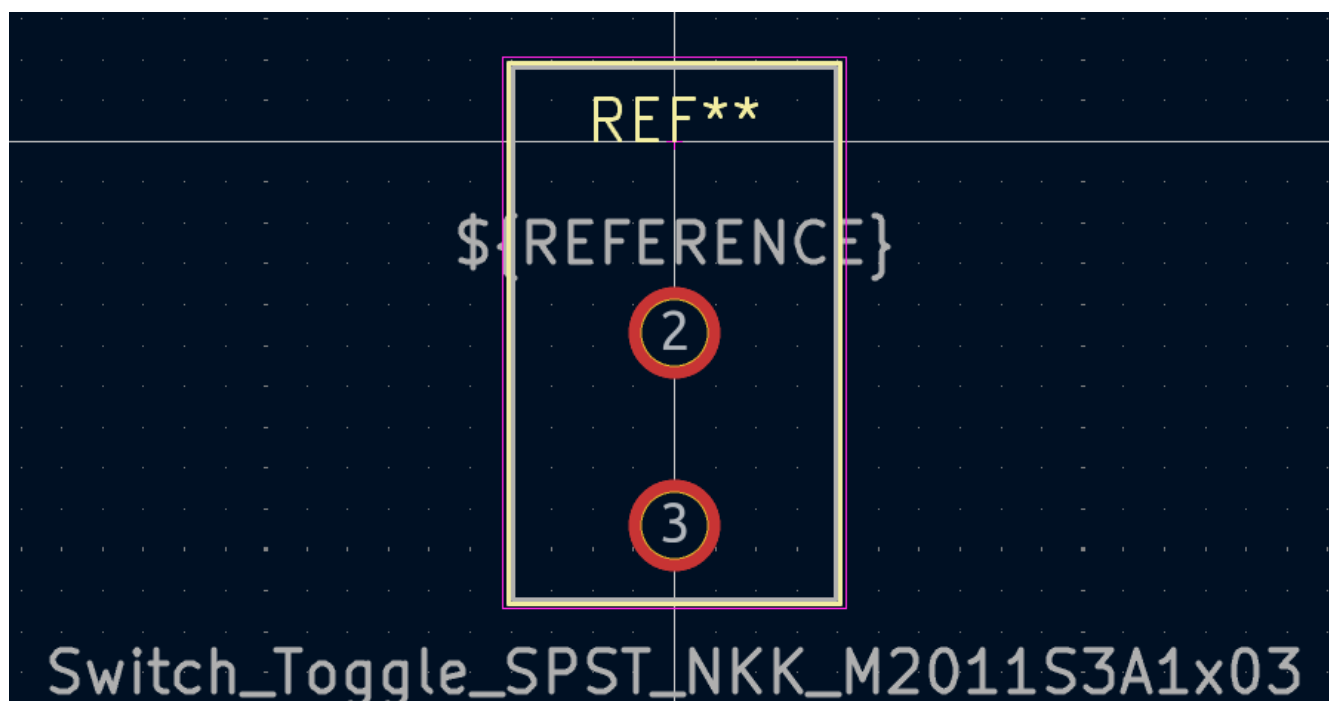 REF**
${REFERENCE}
2
3
Switch_Toggle_SPST_NKK_M2011S3A1x03